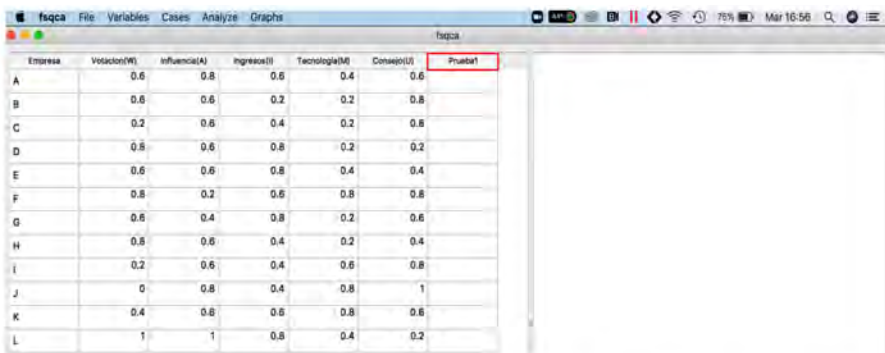 fsqca File Variables Cases Analyze Graphs 75% Mar 16:56
fsqca
Empresa Votacion(W) Influencia(A) Ingresos(I) Tecnología(M) Consejo(U) Prueba1
A 0.6 0.8 0.6 0.4 0.6
B 0.6 0.6 0.2 0.2 0.8
C 0.2 0.6 0.4 0.2 0.8
D 0.8 0.6 0.8 0.2 0.2
E 0.6 0.6 0.8 0.4 0.4
F 0.8 0.2 0.6 0.8 0.8
G 0.6 0.4 0.8 0.2 0.6
H 0.8 0.6 0.4 0.2 0.4
I 0.2 0.6 0.4 0.6 0.8
J 0 0.8 0.4 0.8 1
K 0.4 0.8 0.6 0.8 0.6
L 1 1 0.8 0.4 0.2